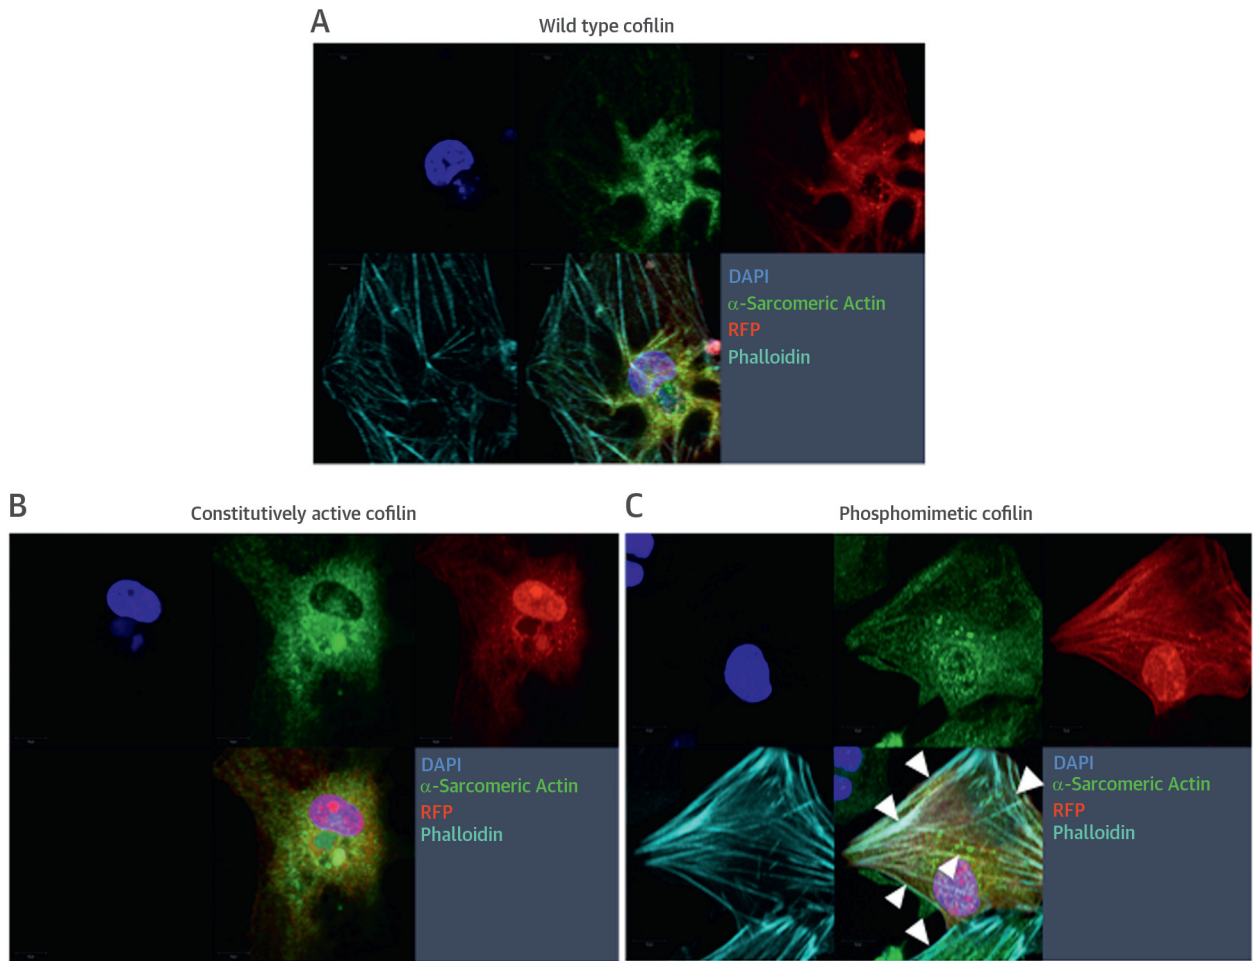 A
Wild type cofilin
DAPI
α-Sarcomeric Actin
RFP
Phalloidin
B
Constitutively active cofilin
DAPI
α-Sarcomeric Actin
RFP
Phalloidin
C
Phosphomimetic cofilin
DAPI
α-Sarcomeric Actin
RFP
Phalloidin